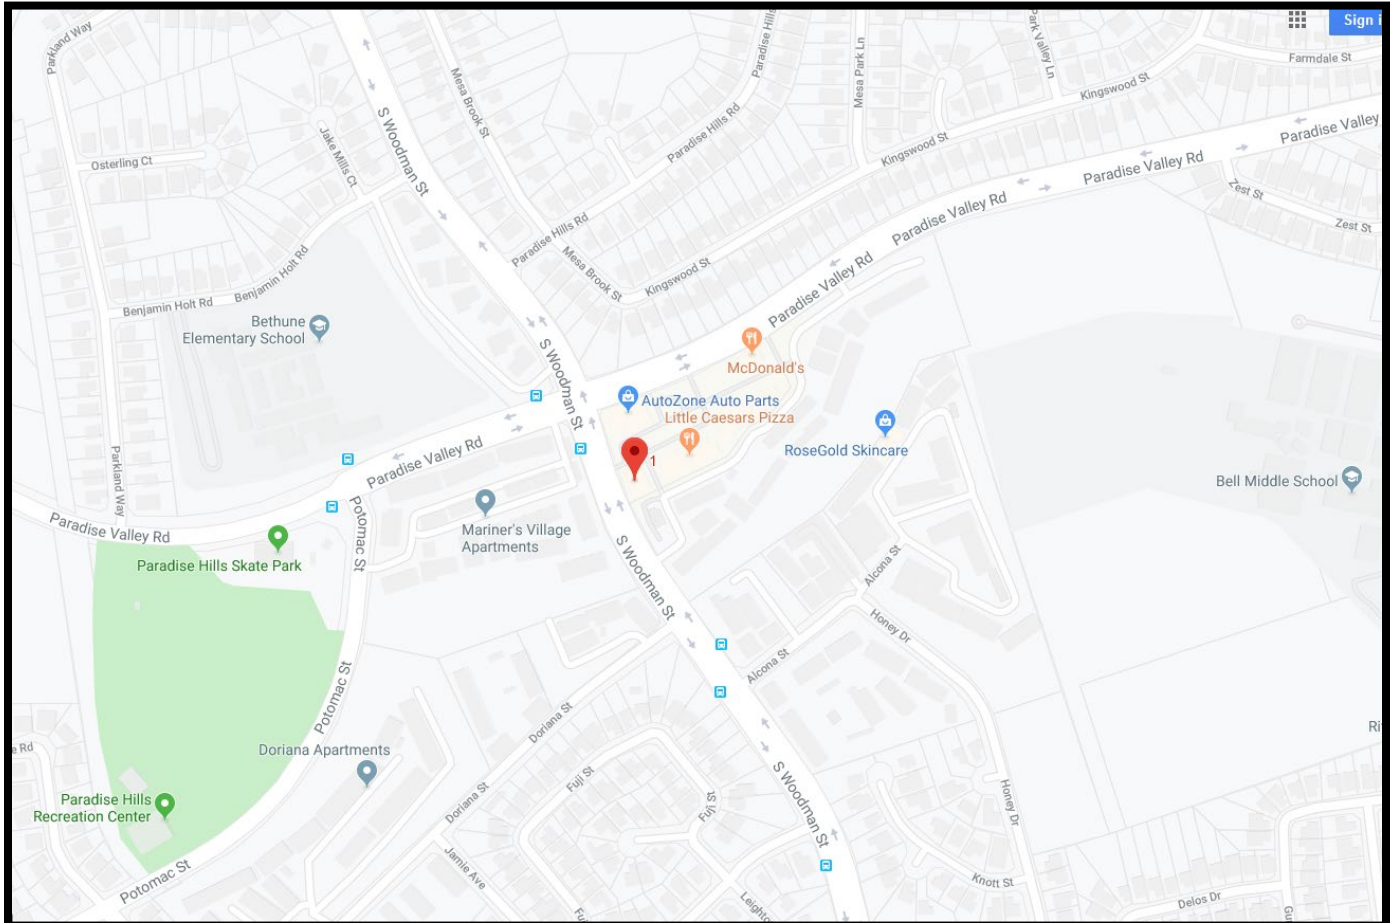 Sign i
Parkland Way
Mesa Brook St
Paradise Hills
Mesa Park Ln
Park Valley Ln
Farmdale St
Kingswood St
S Woodman St
Jake Mills Ct
Paradise Hills Rd
Kingswood St
Paradise Valley
Osterling Ct
Paradise Valley Rd
Zest St
Zest St
Paradise Valley Rd
Paradise Hills Rd
Mesa Brook St
Kingswood St
Benjamin Holt Rd
Benjamin Holt Rd
Paradise Valley Rd
Bethune
Elementary School
S Woodman St
McDonald's
AutoZone Auto Parts
Little Caesars Pizza
RoseGold Skincare
1
Paradise Valley Rd
Parkland Way
Bell Middle School
Paradise Valley Rd
Potomac St
Mariner's Village
Apartments
Paradise Hills Skate Park
S Woodman St
Alcona St
Honey Dr
Alcona St
Potomac St
Doriana St
e Rd
Doriana Apartments
Ri
Fuji St
Paradise Hills
Recreation Center
Doriana St
Fuji St
S Woodman St
Honey Dr
Jamie Ave
Potomac St
Knott St
Delos Dr
Leight
Fu
Gu